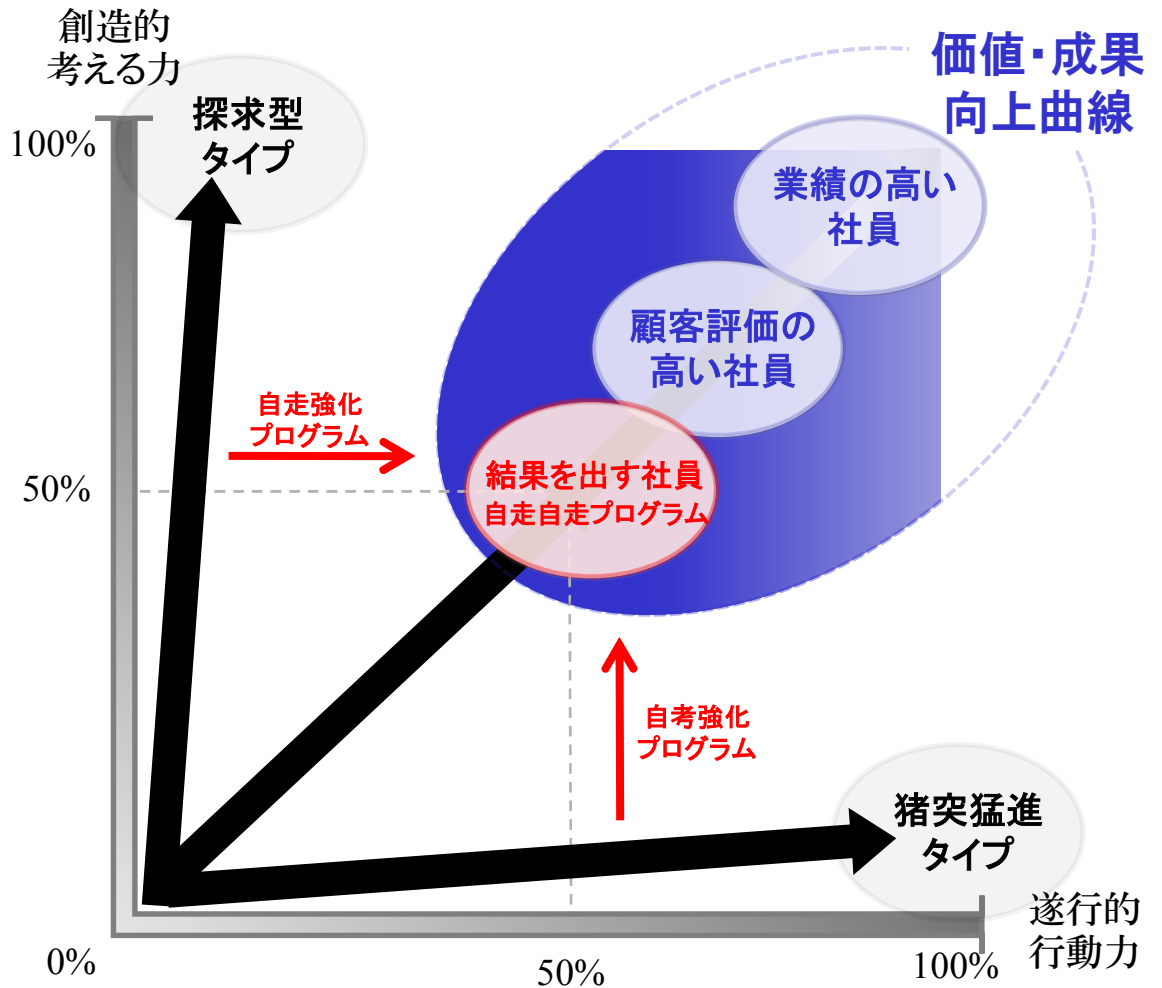 創造的
考える力
価値・成果
向上曲線
探求型
タイプ
100%
業績の高い
社員
顧客評価の
高い社員
自走強化
プログラム
50%
結果を出す社員
自走自走プログラム
自考強化
プログラム
猪突猛進
タイプ
遂行的
行動力
0%
50%
100%